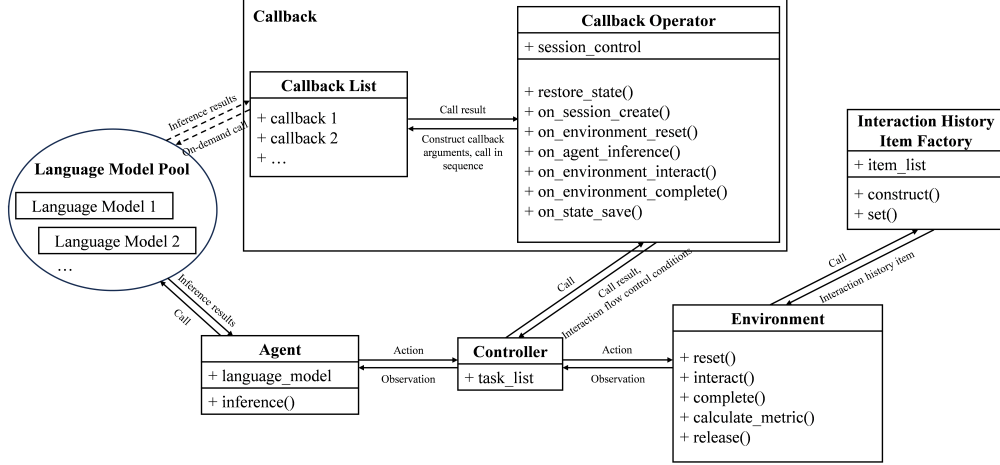 Callback
Callback Operator
+ session_control
+ restore_state()
+ on_session_create()
+ on_environment_reset()
+ on_agent_inference()
+ on_environment_interact()
+ on_environment_complete()
+ on_state_save()
Callback List
+ callback 1
+ callback 2
+ …
Call result
Construct callback
arguments, call in
sequence
Inference results
On-demand call
Language Model Pool
Language Model 1
Language Model 2
…
Inference results
Call
Interaction History
Item Factory
+ item_list
+ construct()
+ set()
Call
Interaction history item
Call
Call result,
Interaction flow control conditions
Agent
+ language_model
+ inference()
Action
Observation
Controller
+ task_list
Action
Observation
Environment
+ reset()
+ interact()
+ complete()
+ calculate_metric()
+ release()